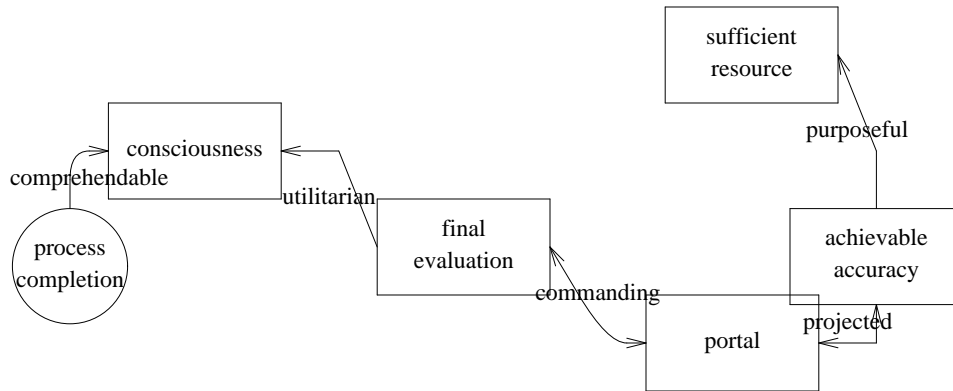 sufficient
resource
purposeful
consciousness
comprehendable
utilitarian
process
completion
final
evaluation
achievable
accuracy
commanding
projected
portal